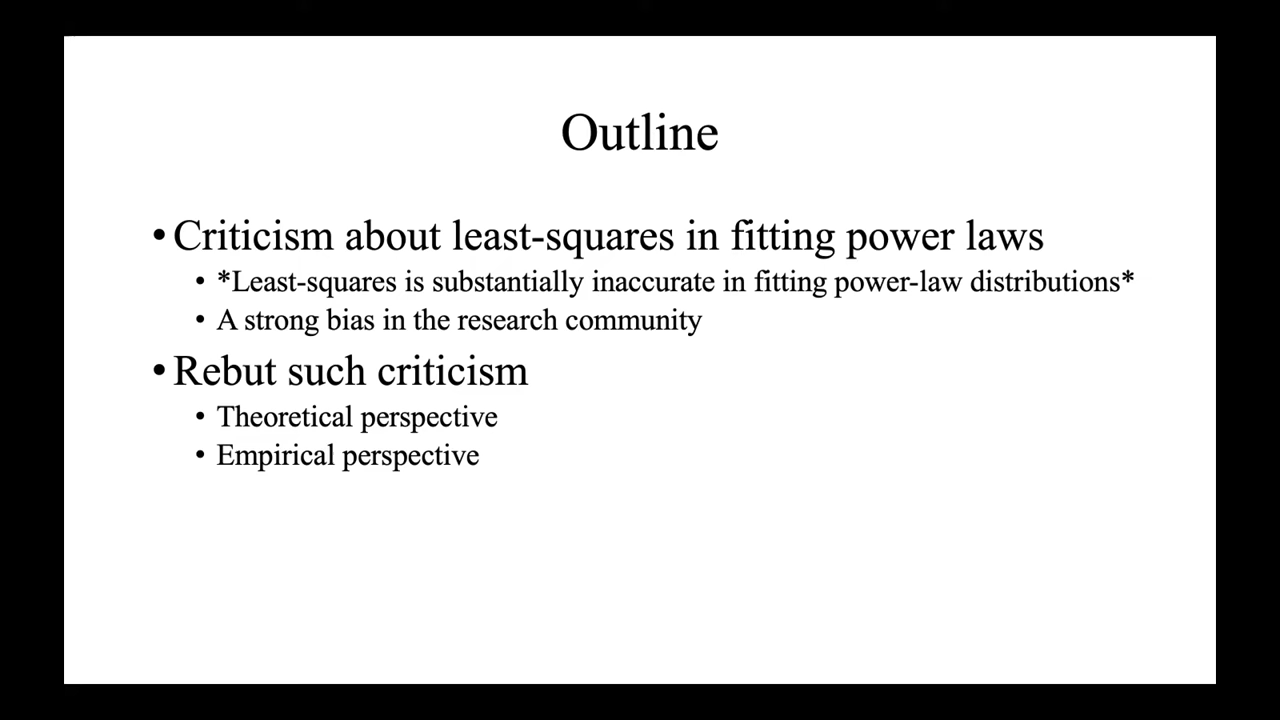 Outline
• Criticism about least-squares in fitting power laws
• *Least-squares is substantially inaccurate in fitting power-law distributions*
• A strong bias in the research community
• Rebut such criticism
• Theoretical perspective
• Empirical perspective